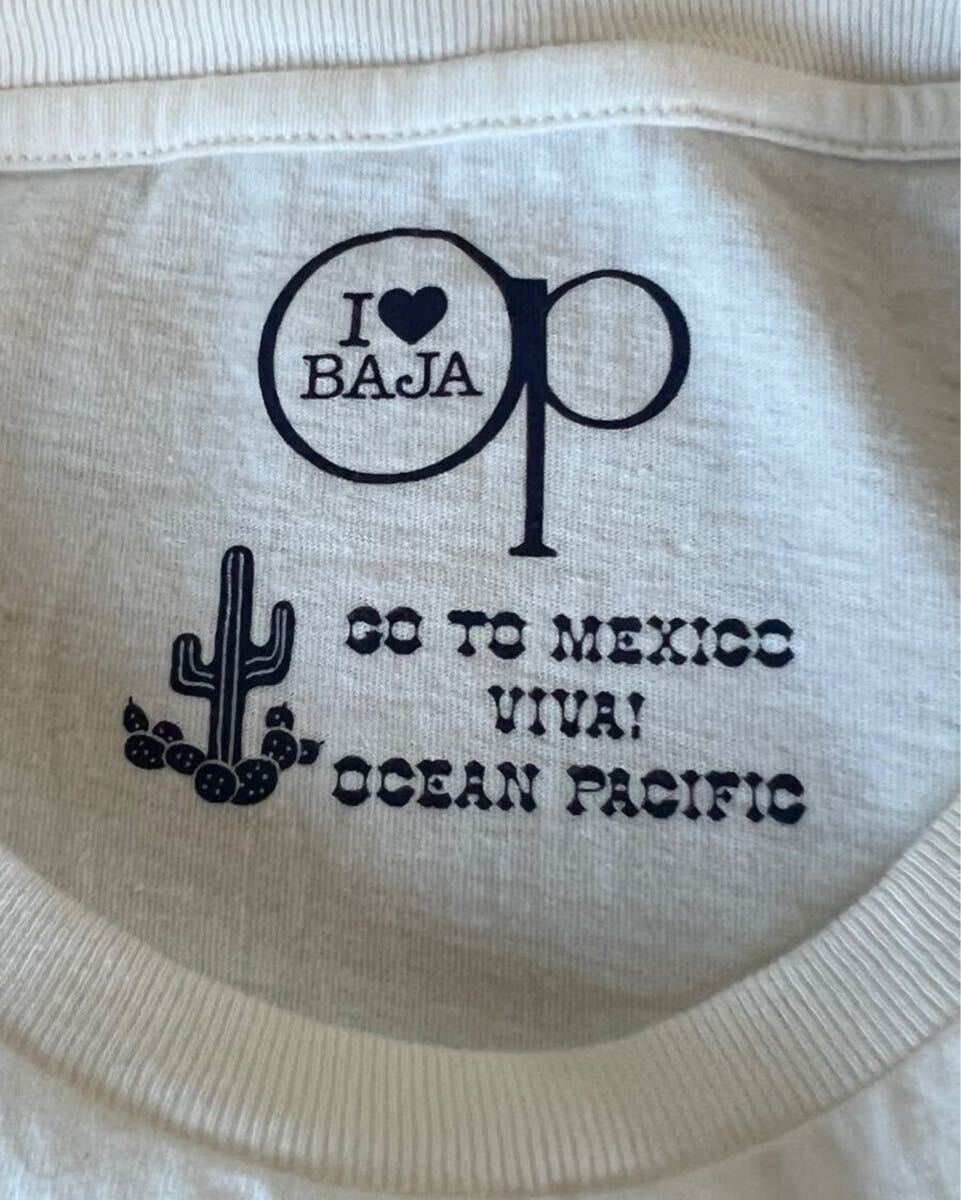 op
I ♥
BAJA
GO TO MEXICO
VIVA!
OCEAN PACIFIC